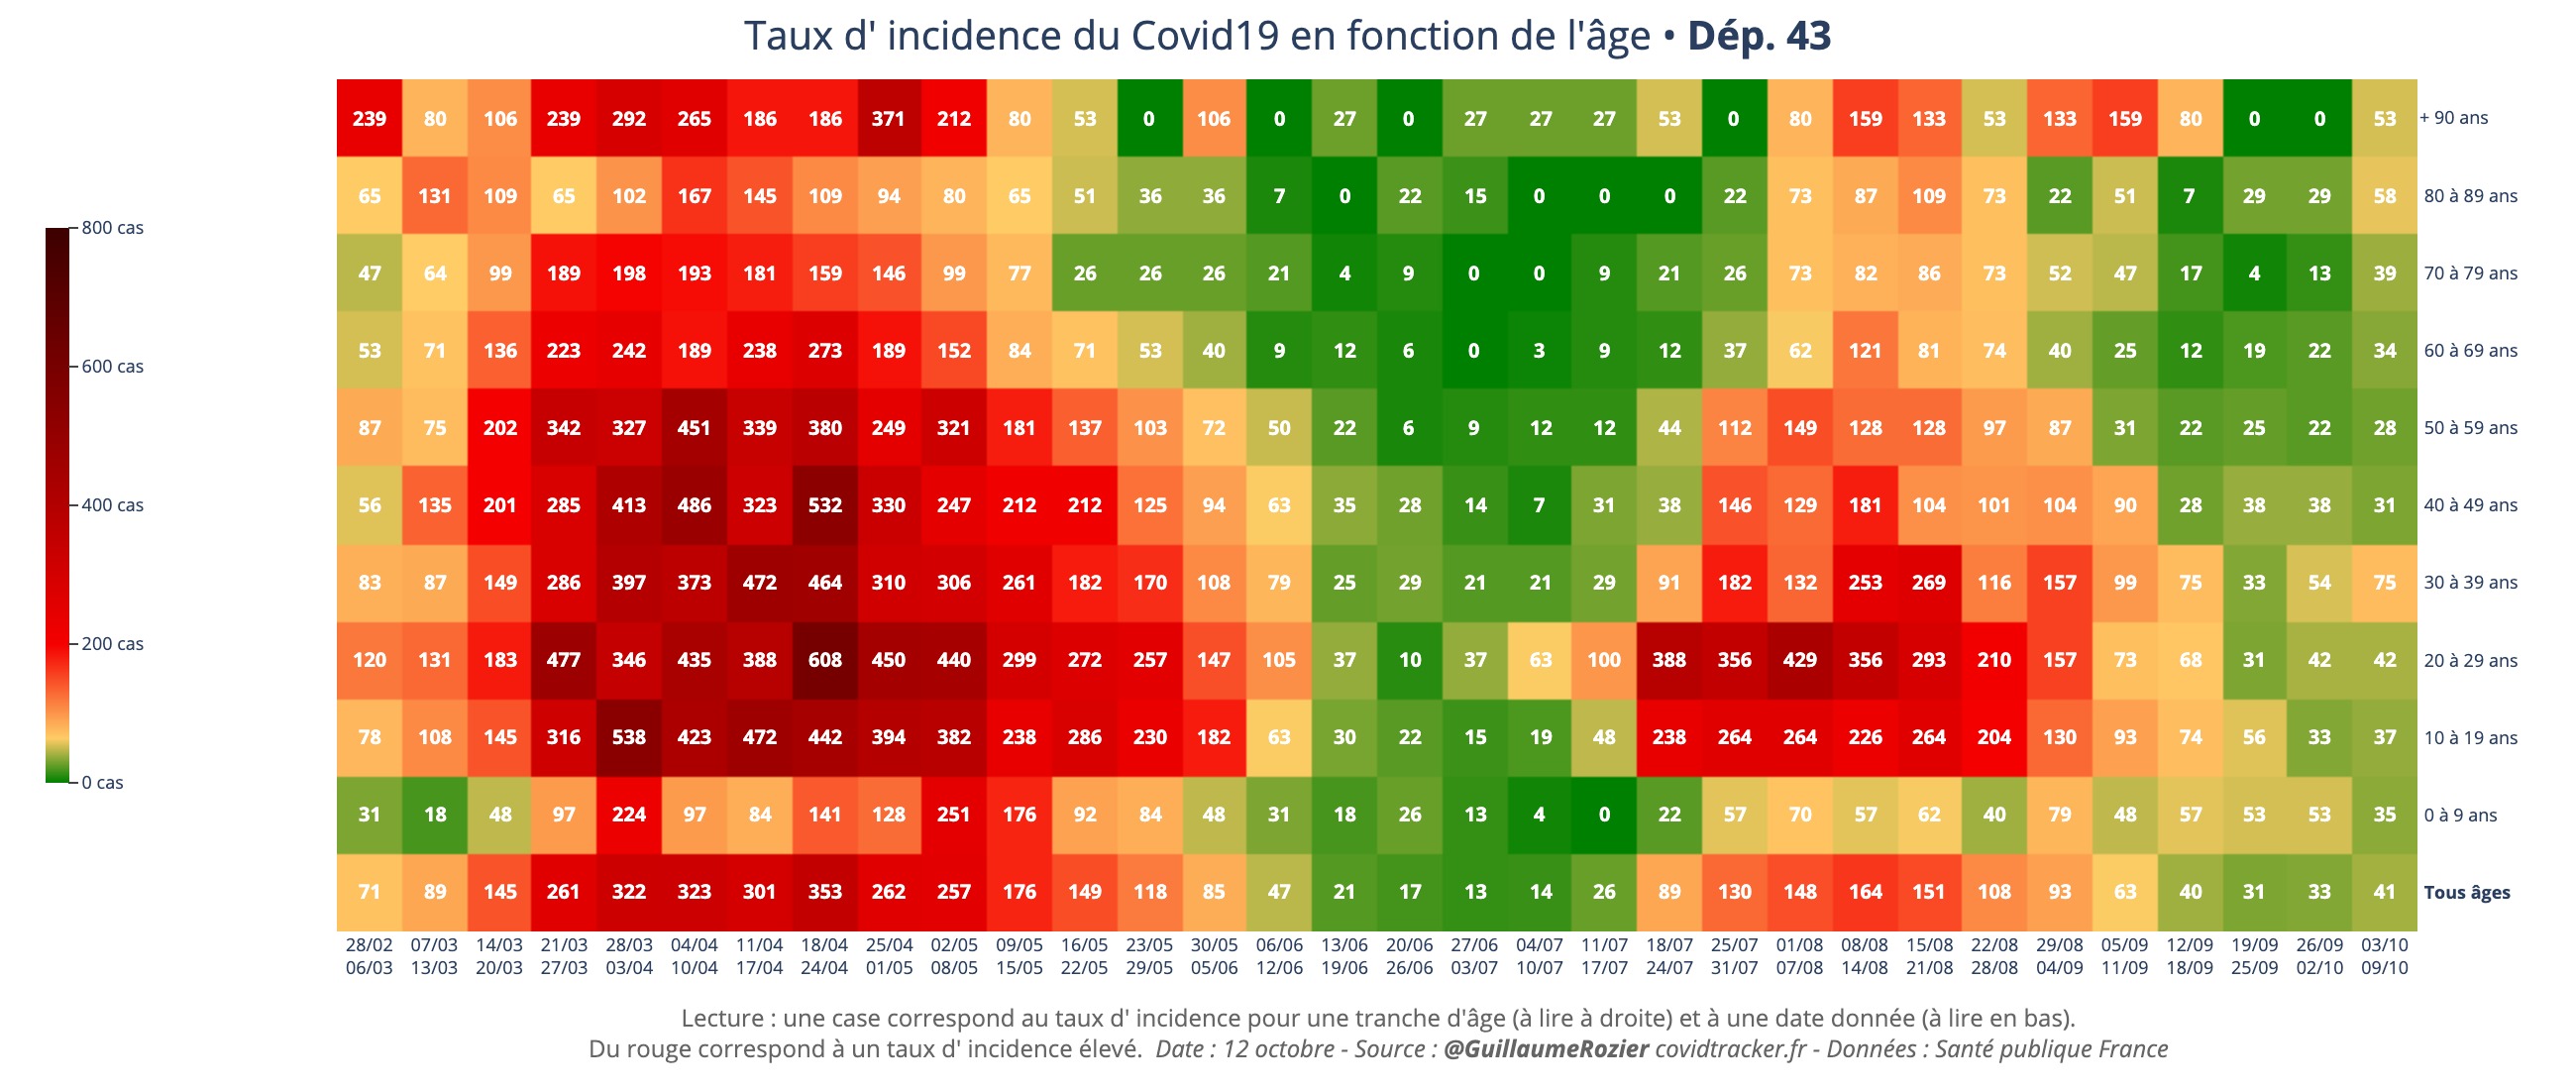 Taux d' incidence du Covid19 en fonction de l'âge • Dép. 43
239 80 106 239 292 265 186 186 371 212 80 53 0 106 0 27 0 27 27 27 53 0 80 159 133 53 133 159 80 0 0 53 + 90 ans
65 131 109 65 102 167 145 109 94 80 65 51 36 36 7 0 22 15 0 0 0 22 73 87 109 73 22 51 7 29 29 58 80 à 89 ans
800 cas
47 64 99 189 198 193 181 159 146 99 77 26 26 26 21 4 9 0 0 9 21 26 73 82 86 73 52 47 17 4 13 39 70 à 79 ans
53 71 136 223 242 189 238 273 189 152 84 71 53 40 9 12 6 0 3 9 12 37 62 121 81 74 40 25 12 19 22 34 60 à 69 ans
600 cas
87 75 202 342 327 451 339 380 249 321 181 137 103 72 50 22 6 9 12 12 44 112 149 128 128 97 87 31 22 25 22 28 50 à 59 ans
400 cas
56 135 201 285 413 486 323 532 330 247 212 212 125 94 63 35 28 14 7 31 38 146 129 181 104 101 104 90 28 38 38 31 40 à 49 ans
83 87 149 286 397 373 472 464 310 306 261 182 170 108 79 25 29 21 21 29 91 182 132 253 269 116 157 99 75 33 54 75 30 à 39 ans
200 cas
120 131 183 477 346 435 388 608 450 440 299 272 257 147 105 37 10 37 63 100 388 356 429 356 293 210 157 73 68 31 42 42 20 à 29 ans
78 108 145 316 538 423 472 442 394 382 238 286 230 182 63 30 22 15 19 48 238 264 264 226 264 204 130 93 74 56 33 37 10 à 19 ans
0 cas
31 18 48 97 224 97 84 141 128 251 176 92 84 48 31 18 26 13 4 0 22 57 70 57 62 40 79 48 57 53 53 35 0 à 9 ans
71 89 145 261 322 323 301 353 262 257 176 149 118 85 47 21 17 13 14 26 89 130 148 164 151 108 93 63 40 31 33 41 Tous âges
28/02 07/03 14/03 21/03 28/03 04/04 11/04 18/04 25/04 02/05 09/05 16/05 23/05 30/05 06/06 13/06 20/06 27/06 04/07 11/07 18/07 25/07 01/08 08/08 15/08 22/08 29/08 05/09 12/09 19/09 26/09 03/10
06/03 13/03 20/03 27/03 03/04 10/04 17/04 24/04 01/05 08/05 15/05 22/05 29/05 05/06 12/06 19/06 26/06 03/07 10/07 17/07 24/07 31/07 07/08 14/08 21/08 28/08 04/09 11/09 18/09 25/09 02/10 09/10
Lecture : une case correspond au taux d' incidence pour une tranche d'âge (à lire à droite) et à une date donnée (à lire en bas).
Du rouge correspond à un taux d' incidence élevé. Date : 12 octobre - Source : @GuillaumeRozier covidtracker.fr - Données : Santé publique France